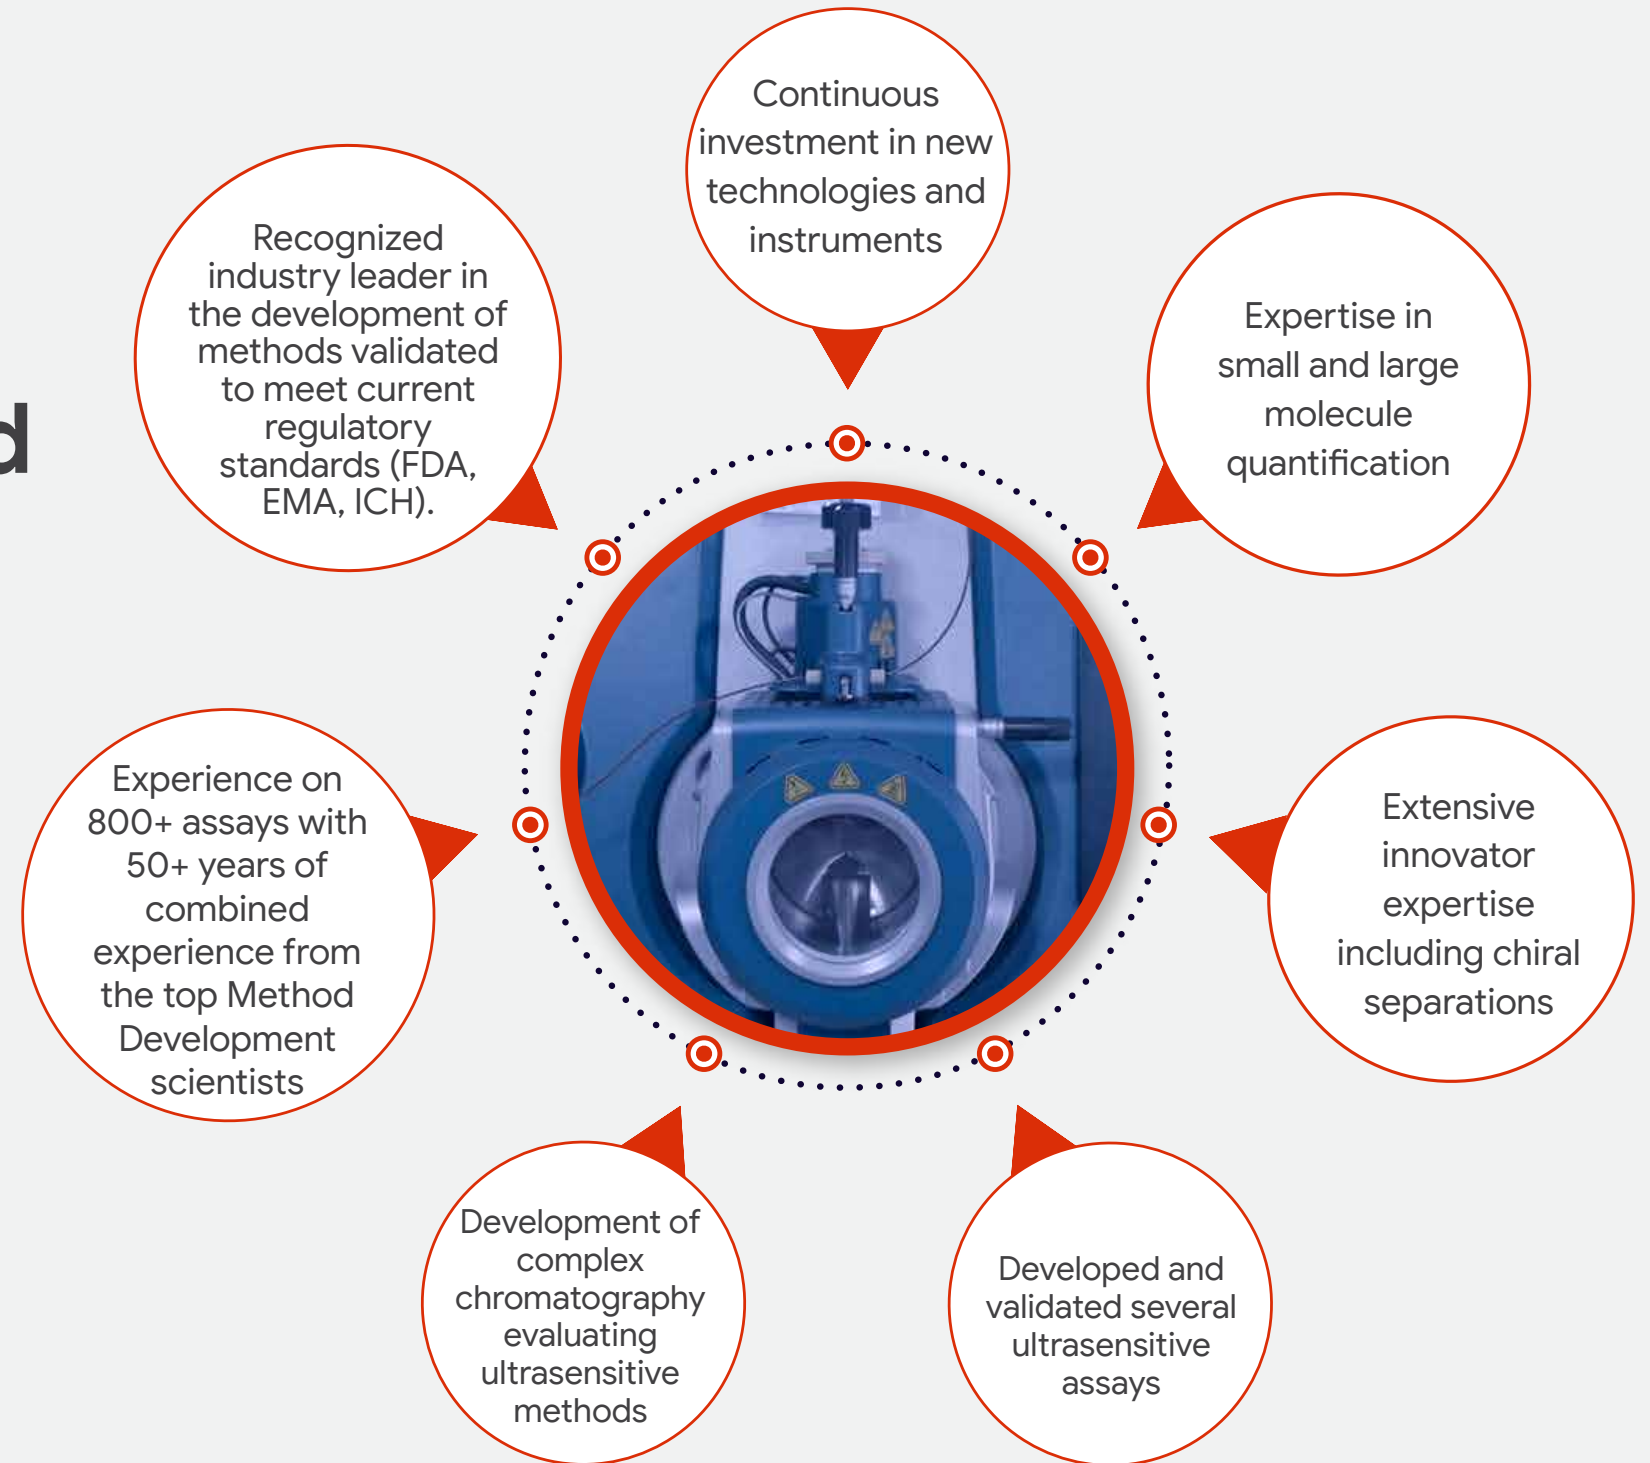 Continuous
investment in new
technologies and
instruments
Recognized
industry leader in
the development of
methods validated
to meet current
regulatory
standards (FDA,
EMA, ICH).
Expertise in
small and large
molecule
quantification
d
Experience on
800+ assays with
50+ years of
combined
experience from
the top Method
Development
scientists
Extensive
innovator
expertise
including chiral
separations
Development of
complex
chromatography
evaluating
ultrasensitive
methods
Developed and
validated several
ultrasensitive
assays